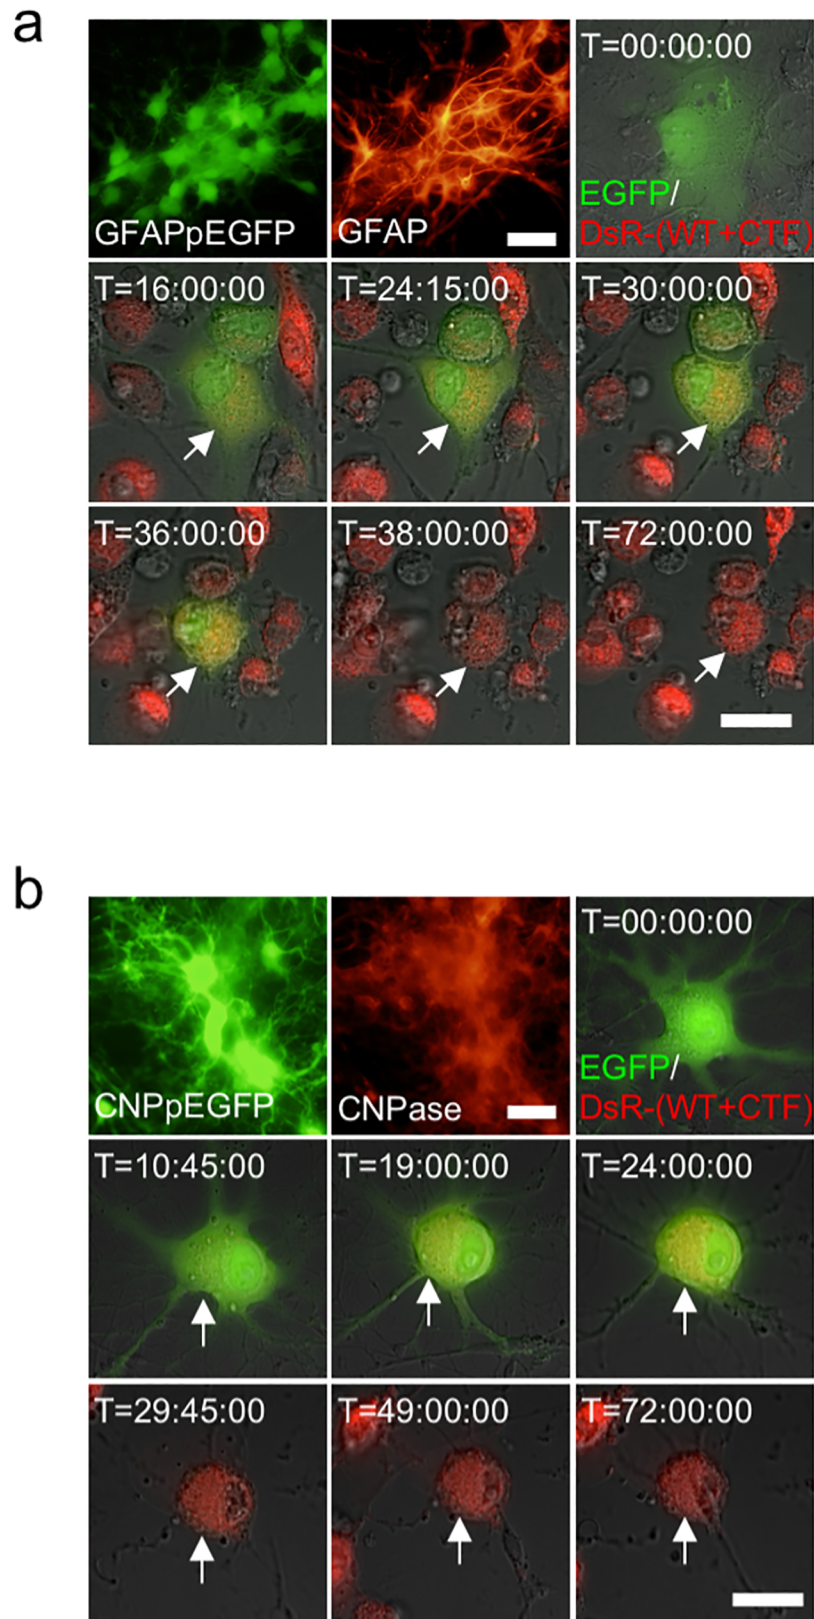 a
GFAPpEGFP
GFAP
T=00:00:00
EGFP/
DsR-(WT+CTF)
T=16:00:00
T=24:15:00
T=30:00:00
T=36:00:00
T=38:00:00
T=72:00:00
b
CNPpEGFP
CNPase
T=00:00:00
EGFP/
DsR-(WT+CTF)
T=10:45:00
T=19:00:00
T=24:00:00
T=29:45:00
T=49:00:00
T=72:00:00